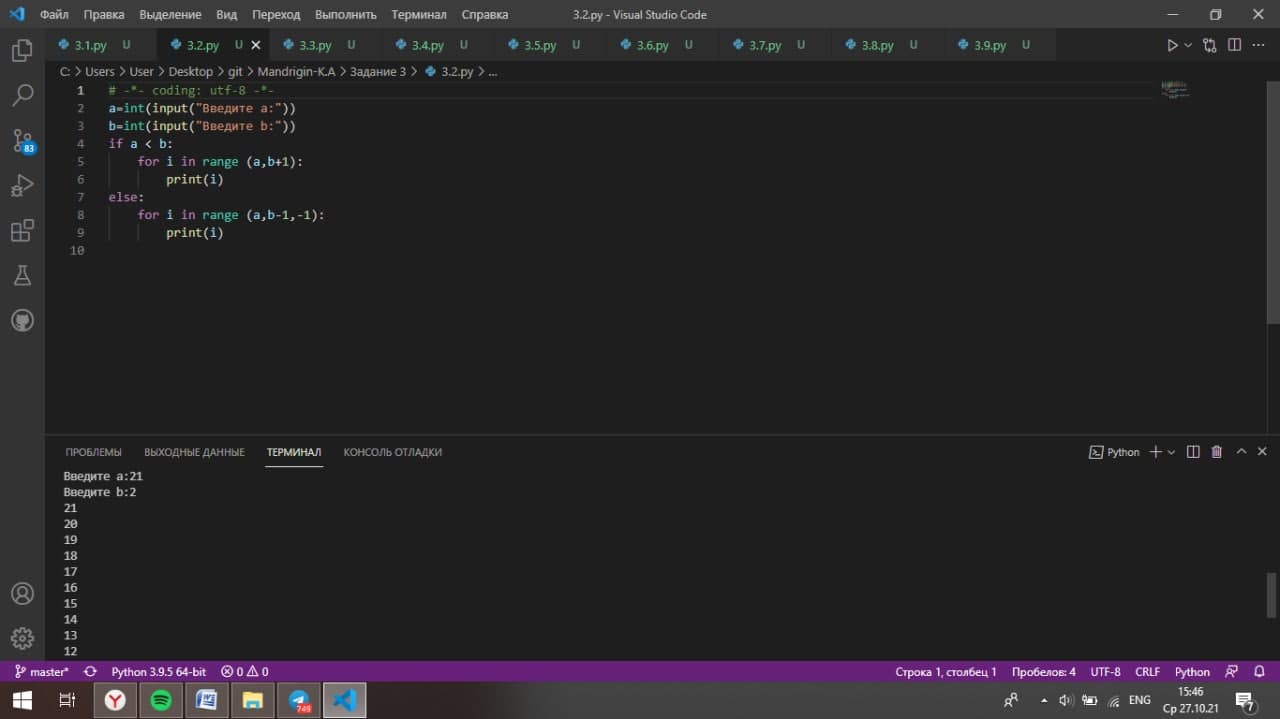 Файл Правка Выделение Вид Переход Выполнить Терминал Справка 3.2.py - Visual Studio Code
3.1.py U 3.2.py U 3.3.py U 3.4.py U 3.5.py U 3.6.py U 3.7.py U 3.8.py U 3.9.py U
C: > Users > User > Desktop > git > Mandrigin-K.A > Задание 3 > 3.2.py > ...
1 # -*- coding: utf-8 -*-
2 a=int(input("Введите a:"))
3 b=int(input("Введите b:"))
4 if a < b:
5 for i in range (a,b+1):
6 print(i)
7 else:
8 for i in range (a,b-1,-1):
9 print(i)
10
83
ПРОБЛЕМЫ ВЫХОДНЫЕ ДАННЫЕ ТЕРМИНАЛ КОНСОЛЬ ОТЛАДКИ Python
Введите a:21
Введите b:2
21
20
19
18
17
16
15
14
13
12
master* Python 3.9.5 64-bit 0 0 Строка 1, столбец 1 Пробелов: 4 UTF-8 CRLF Python
749 ENG 15:46
Ср 27.10.21 7